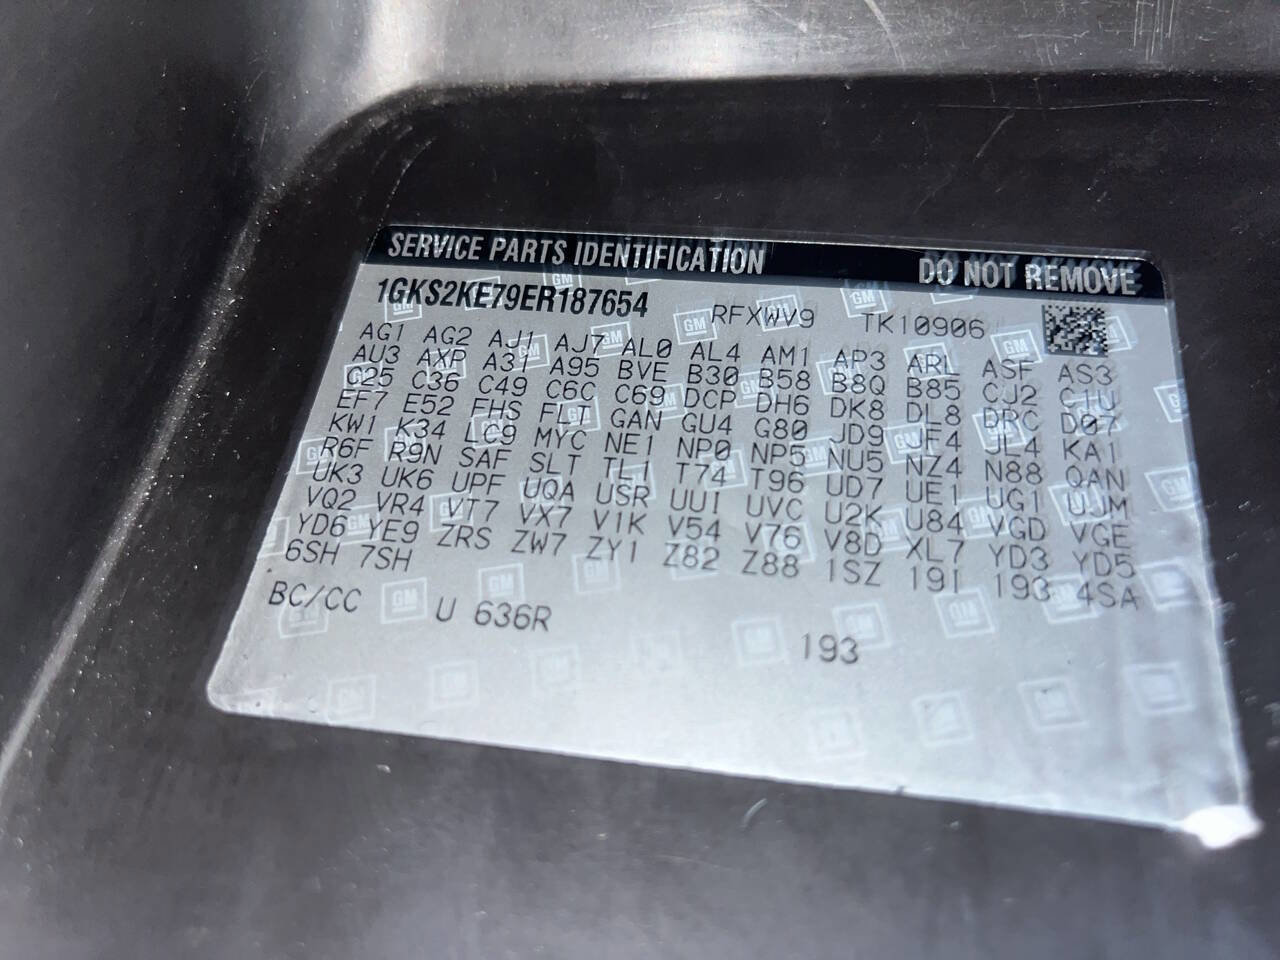 SERVICE PARTS IDENTIFICATION DO NOT REMOVE
1GKS2KE79ER187654 RFXWV9 TK10906
AG1 AG2 AJ1 AJ7 AL0 AL4 AM1 AP3 ARL ASF AS3
AU3 AXP A31 A95 BVE B30 B58 B8Q B85 CJ2 C1U
C25 C36 C49 C6C C69 DCP DH6 DK8 DL8 DRC D07
EF7 E52 FHS FLT GAN GU4 G80 JD9 JF4 JL4 KA1
KW1 K34 LC9 MYC NE1 NP0 NP5 NU5 NZ4 N88 QAN
R6F R9N SAF SLT TL1 T74 T96 UD7 UE1 UG1 UJM
UK3 UK6 UPF UQA USR UUI UVC U2K U84 VGD VGE
VQ2 VR4 VT7 VX7 V1K V54 V76 V8D XL7 YD3 YD5
YD6 YE9 ZRS ZW7 ZY1 Z82 Z88 1SZ 19I 193 4SA
6SH 7SH
BC/CC U 636R 193